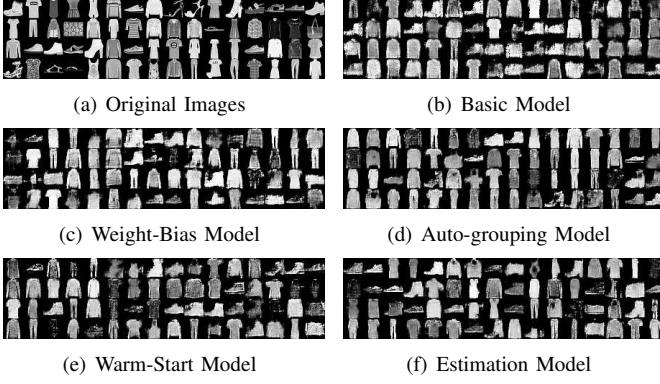 (a) Original Images
(b) Basic Model
(c) Weight-Bias Model
(d) Auto-grouping Model
(e) Warm-Start Model
(f) Estimation Model